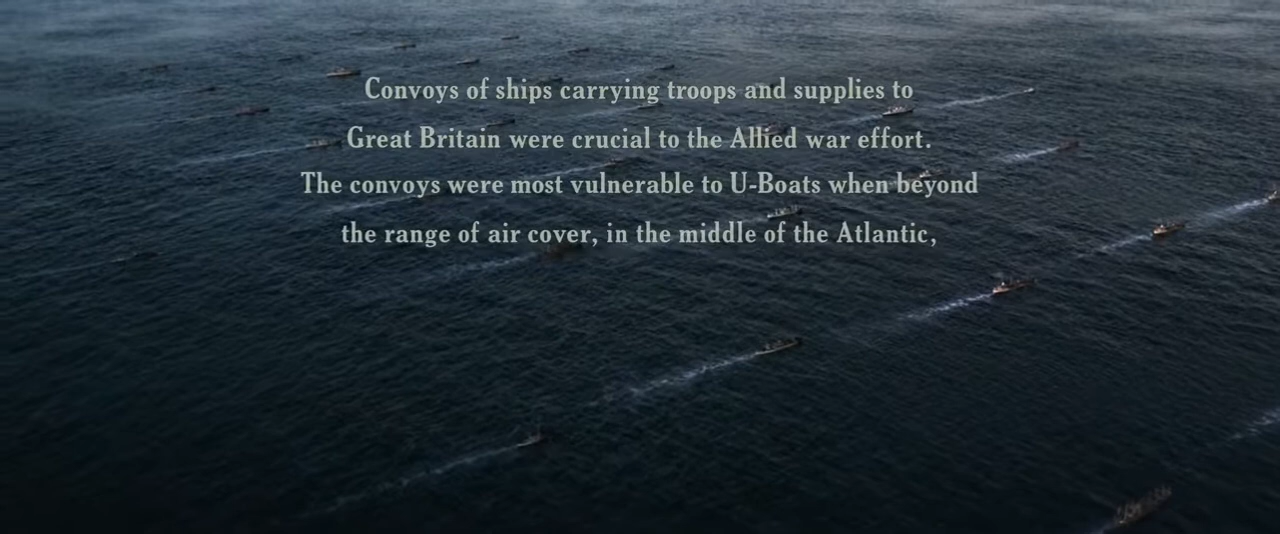 Convoys of ships carrying troops and supplies to
Great Britain were crucial to the Allied war effort.
The convoys were most vulnerable to U-Boats when beyond
the range of air cover, in the middle of the Atlantic,